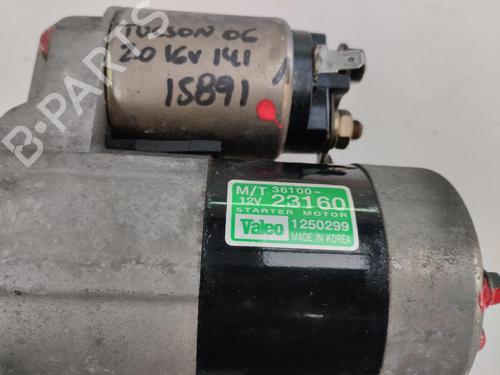 TUCSON 06
2.0 16V 141
15891
B-PARTS
M/T 36100-
12V 23160
STARTER MOTOR
Valeo 1250299
MADE IN KOREA